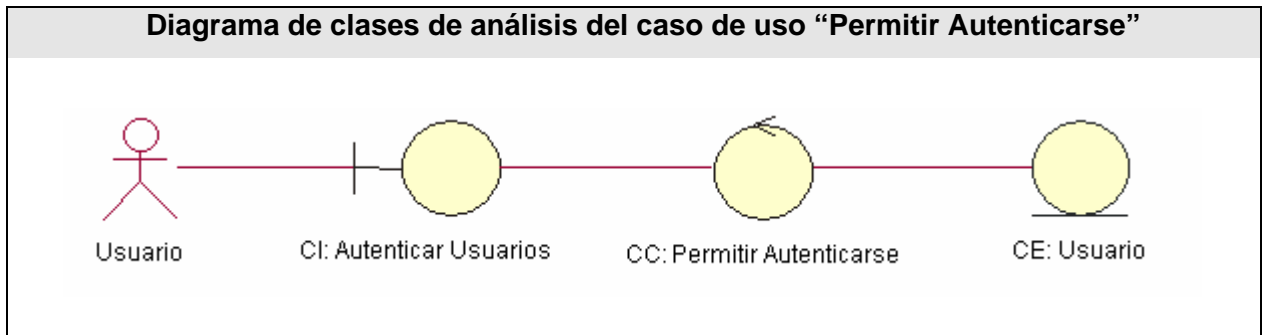 Diagrama de clases de análisis del caso de uso “Permitir Autenticarse”
Usuario
CI: Autenticar Usuarios
CC: Permitir Autenticarse
CE: Usuario